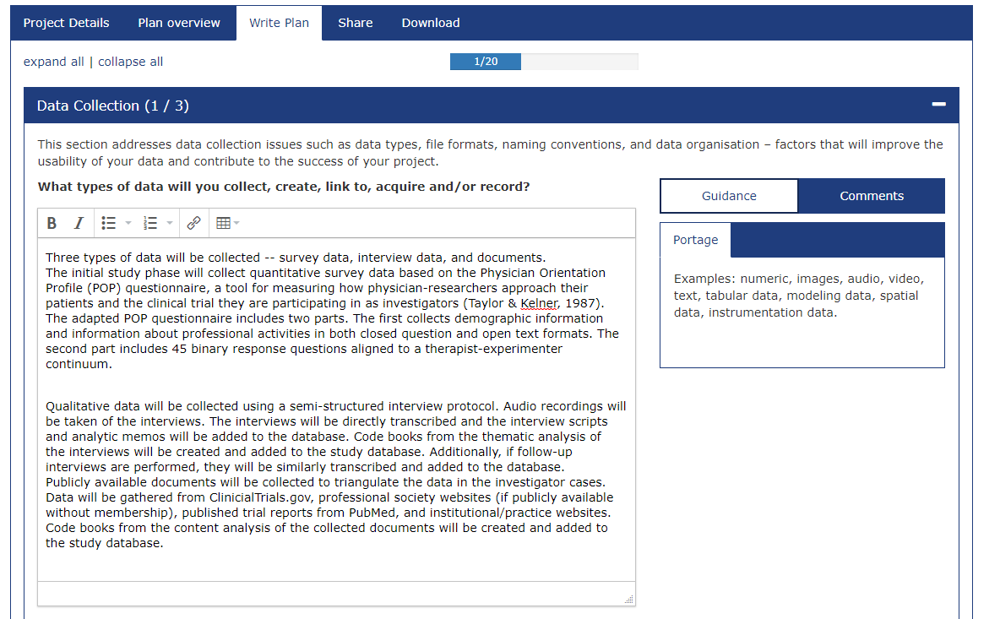 Project Details Plan overview Write Plan Share Download
expand all | collapse all
1/20
Data Collection (1 / 3)
This section addresses data collection issues such as data types, file formats, naming conventions, and data organisation – factors that will improve the
usability of your data and contribute to the success of your project.
What types of data will you collect, create, link to, acquire and/or record?
B I
Three types of data will be collected -- survey data, interview data, and documents.
The initial study phase will collect quantitative survey data based on the Physician Orientation
Profile (POP) questionnaire, a tool for measuring how physician-researchers approach their
patients and the clinical trial they are participating in as investigators (Taylor & Kelner, 1987).
The adapted POP questionnaire includes two parts. The first collects demographic information
and information about professional activities in both closed question and open text formats. The
second part includes 45 binary response questions aligned to a therapist-experimenter
continuum.
Qualitative data will be collected using a semi-structured interview protocol. Audio recordings will
be taken of the interviews. The interviews will be directly transcribed and the interview scripts
and analytic memos will be added to the database. Code books from the thematic analysis of
the interviews will be created and added to the study database. Additionally, if follow-up
interviews are performed, they will be similarly transcribed and added to the database.
Publicly available documents will be collected to triangulate the data in the investigator cases.
Data will be gathered from ClinicialTrials.gov, professional society websites (if publicly available
without membership), published trial reports from PubMed, and institutional/practice websites.
Code books from the content analysis of the collected documents will be created and added to
the study database.
Guidance Comments
Portage
Examples: numeric, images, audio, video,
text, tabular data, modeling data, spatial
data, instrumentation data.